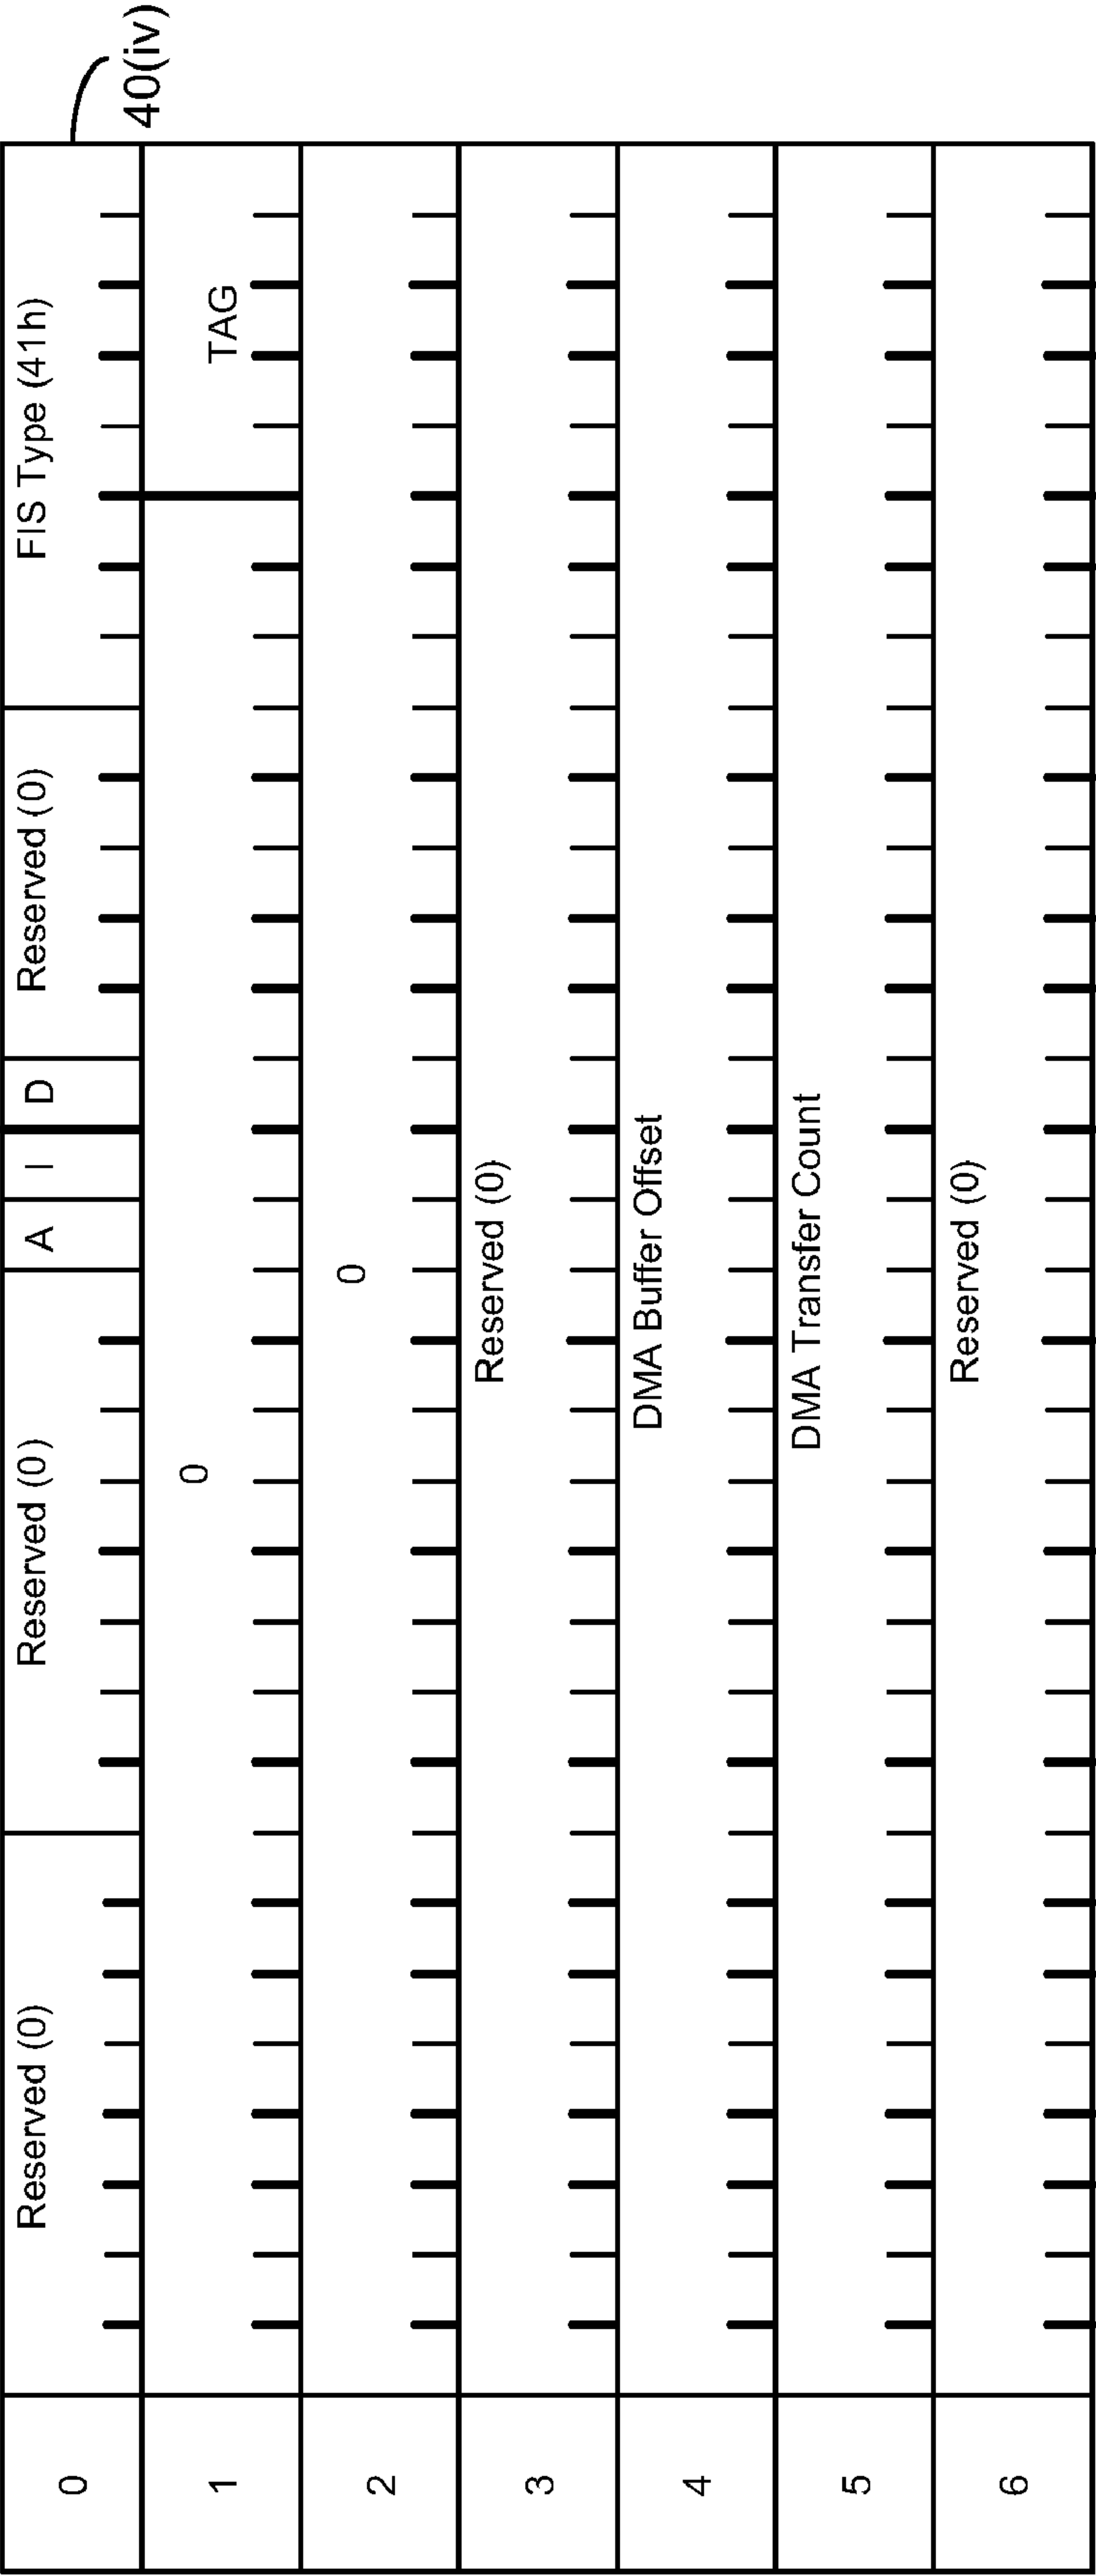 40(iv)
0 Reserved (0) Reserved (0) A I D Reserved (0) FIS Type (41h)
1 0 TAG
2 0
3 Reserved (0)
4 DMA Buffer Offset
5 DMA Transfer Count
6 Reserved (0)